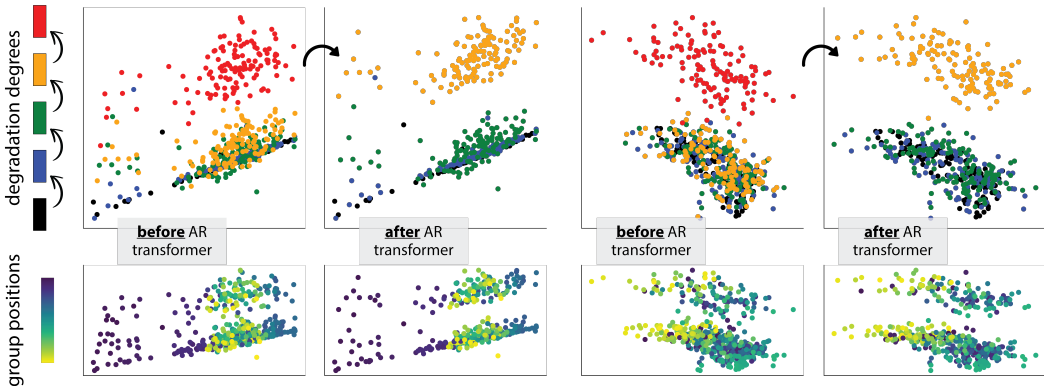 degradation degrees
before AR
transformer
after AR
transformer
before AR
transformer
after AR
transformer
group positions